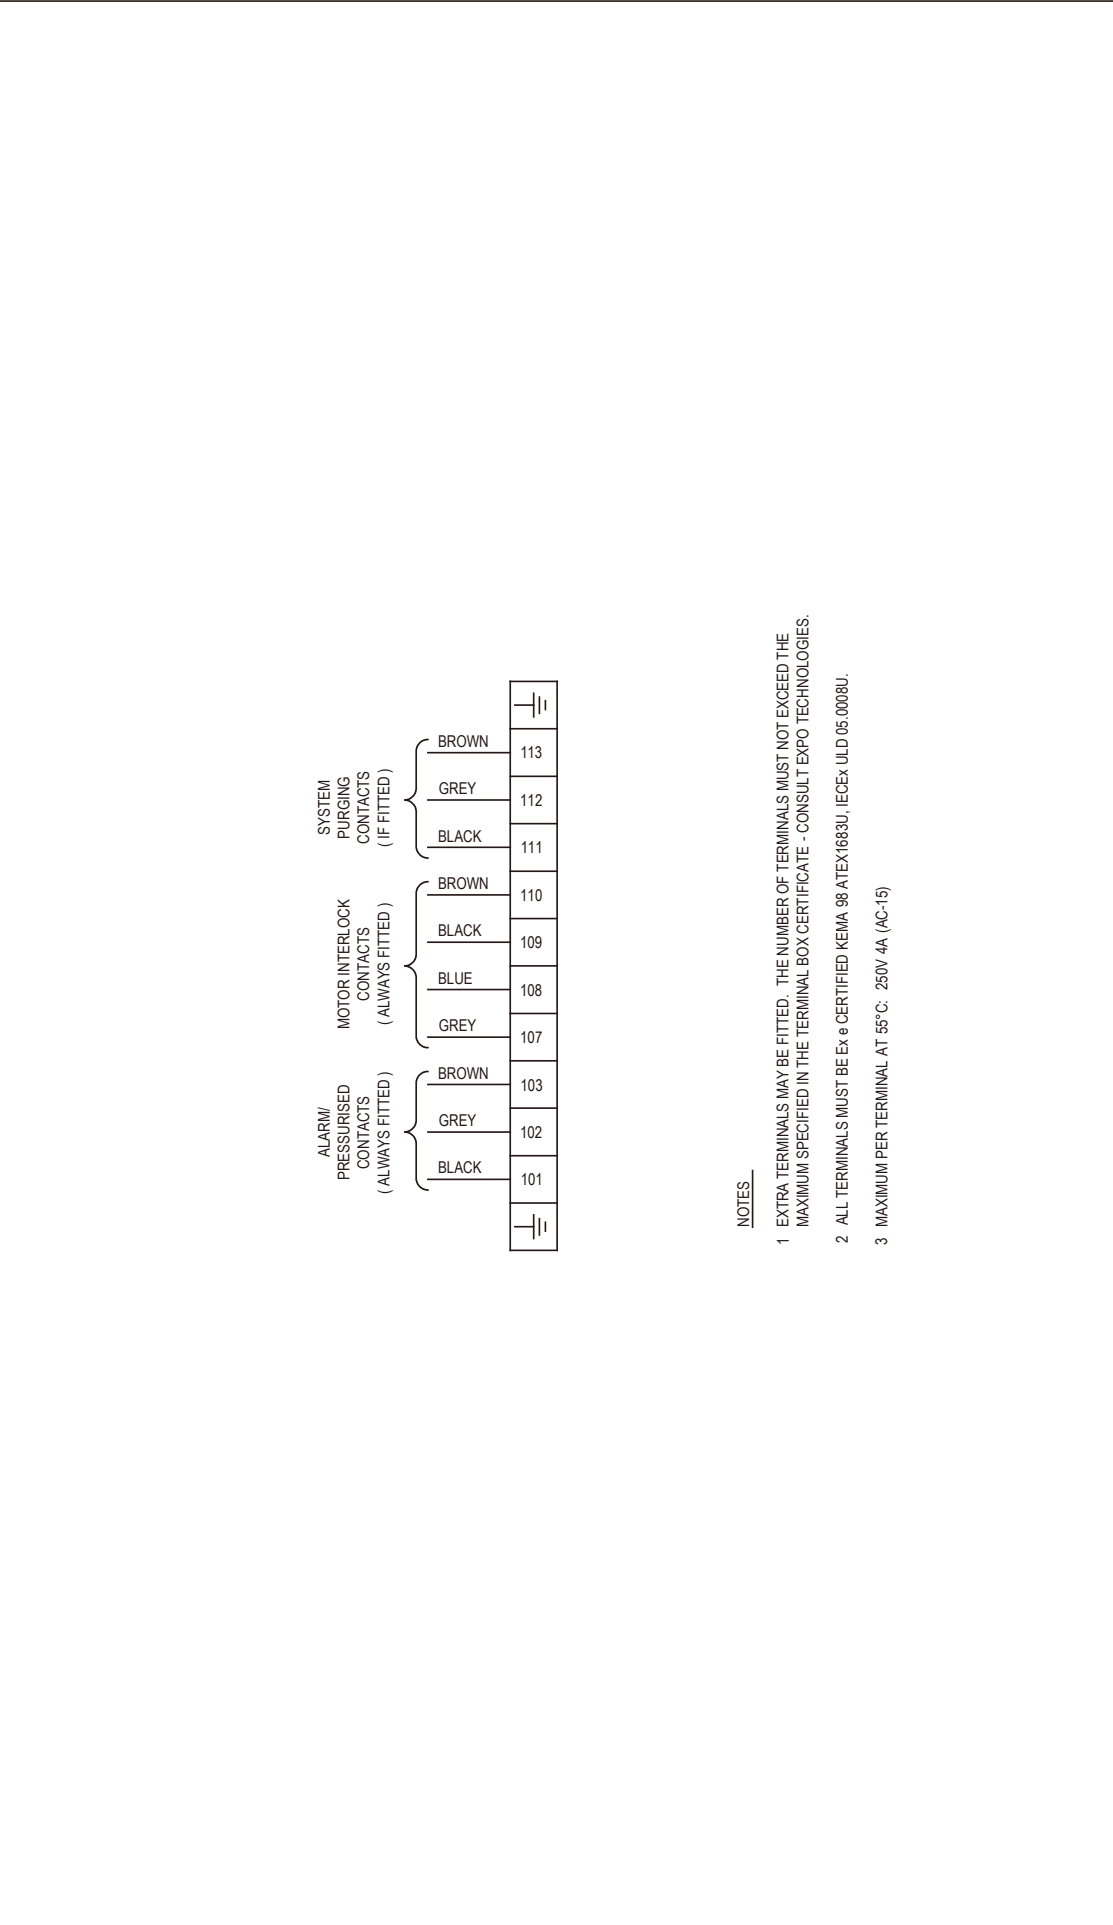 SYSTEM
PURGING
CONTACTS
( IF FITTED )
BROWN
113
GREY
112
BLACK
111
MOTOR INTERLOCK
CONTACTS
( ALWAYS FITTED )
BROWN
110
BLACK
109
BLUE
108
GREY
107
ALARM/
PRESSURISED
CONTACTS
( ALWAYS FITTED )
BROWN
103
GREY
102
BLACK
101
NOTES
1 EXTRA TERMINALS MAY BE FITTED. THE NUMBER OF TERMINALS MUST NOT EXCEED THE
MAXIMUM SPECIFIED IN THE TERMINAL BOX CERTIFICATE - CONSULT EXPO TECHNOLOGIES.
2 ALL TERMINALS MUST BE Ex e CERTIFIED KEMA 98 ATEX1683U, IECEx ULD 05.0008U.
3 MAXIMUM PER TERMINAL AT 55°C: 250V 4A (AC-15)